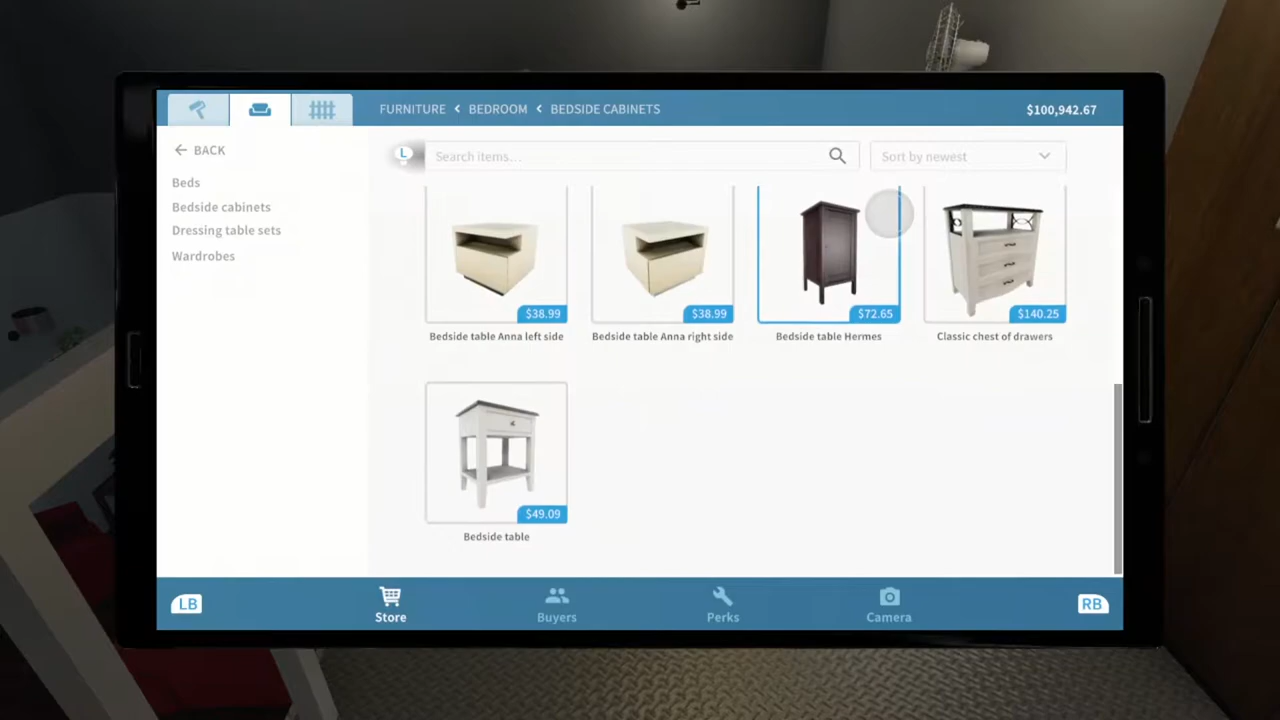 FURNITURE < BEDROOM < BEDSIDE CABINETS
$100,942.67
BACK
Beds
Bedside cabinets
Dressing table sets
Wardrobes
L
Search items...
Sort by newest
$38.99
Bedside table Anna left side
$38.99
Bedside table Anna right side
$72.65
Bedside table Hermes
$140.25
Classic chest of drawers
$49.09
Bedside table
LB
Store
Buyers
Perks
Camera
RB